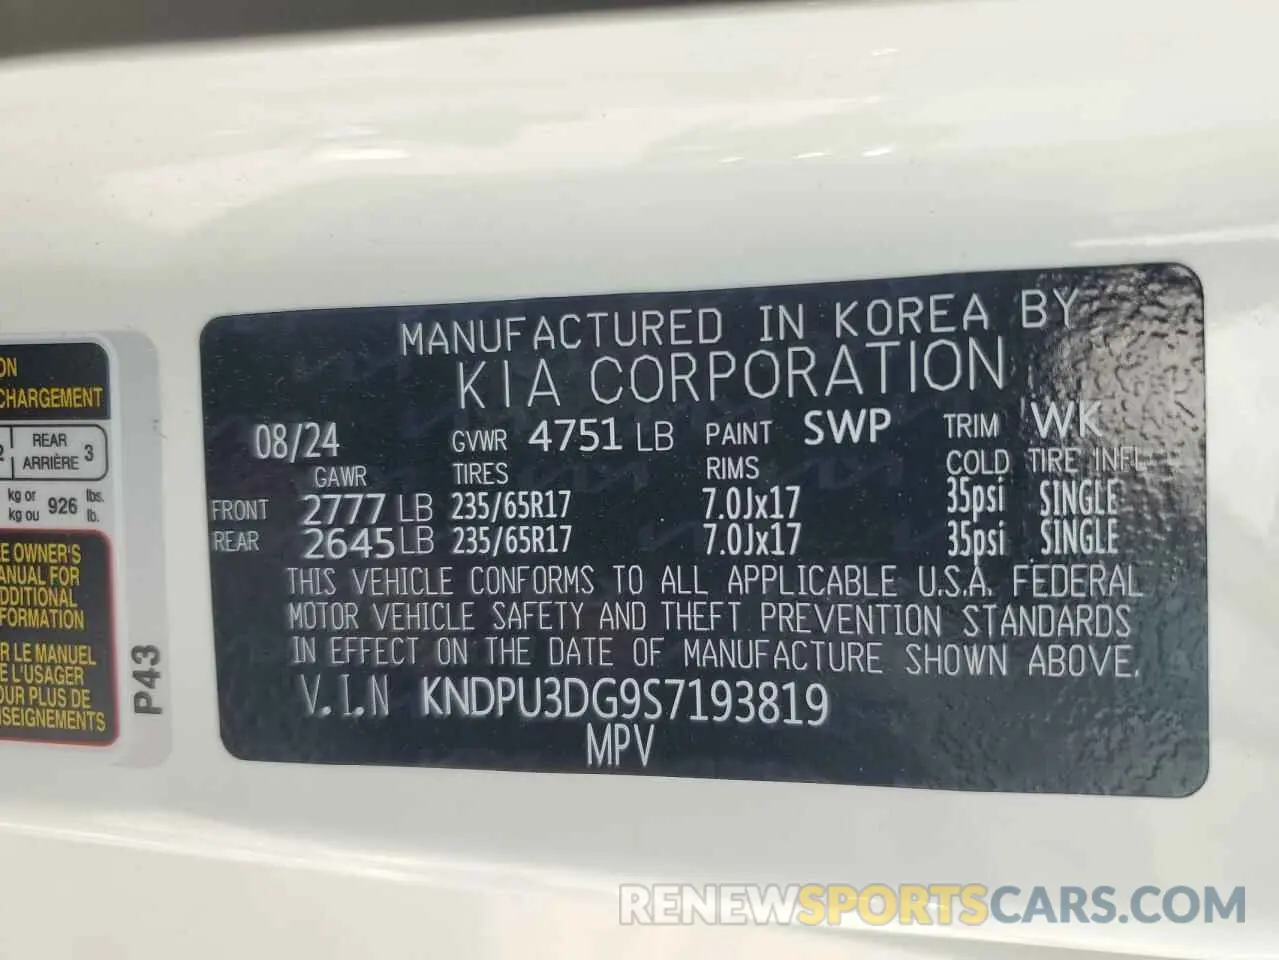 ON
CHARGEMENT
2 REAR 3
ARRIÈRE
kg or 926 lbs.
kg ou lb.
E OWNER'S
ANUAL FOR
DDITIONAL
FORMATION
R LE MANUEL
E L'USAGER
OUR PLUS DE
NSEIGNEMENTS
P43
MANUFACTURED IN KOREA BY
KIA CORPORATION
08/24 GVWR 4751 LB PAINT SWP TRIM WK
GAWR TIRES RIMS COLD TIRE INFL
FRONT 2777 LB 235/65R17 7.0Jx17 35psi SINGLE
REAR 2645 LB 235/65R17 7.0Jx17 35psi SINGLE
THIS VEHICLE CONFORMS TO ALL APPLICABLE U.S.A. FEDERAL
MOTOR VEHICLE SAFETY AND THEFT PREVENTION STANDARDS
IN EFFECT ON THE DATE OF MANUFACTURE SHOWN ABOVE.
V.I.N KNDPU3DG9S7193819
MPV
RENEWSPORTSCARS.COM